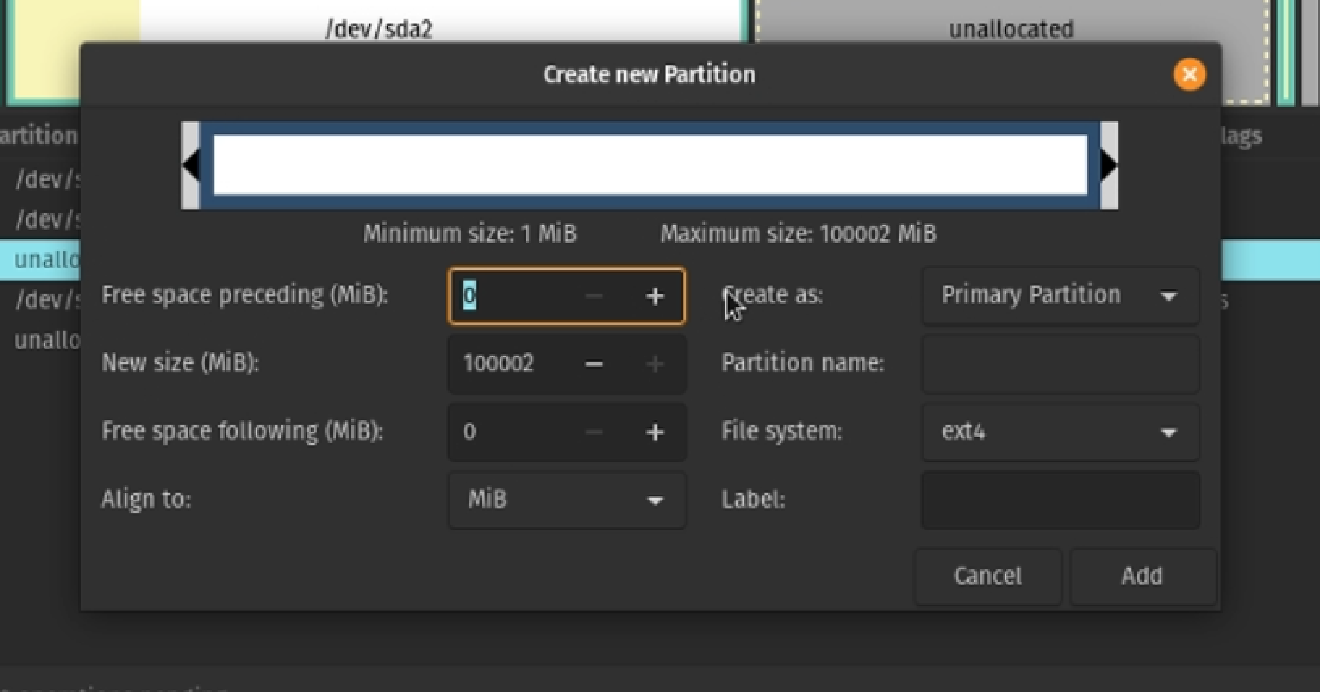 /dev/sda2 unallocated
Create new Partition
artition lags
/dev/s
/dev/s
Minimum size: 1 MiB Maximum size: 100002 MiB
unallo
Free space preceding (MiB): 0 Create as: Primary Partition
/dev/s s
unallo
New size (MiB): 100002 Partition name:
Free space following (MiB): 0 File system: ext4
Align to: MiB Label:
Cancel Add